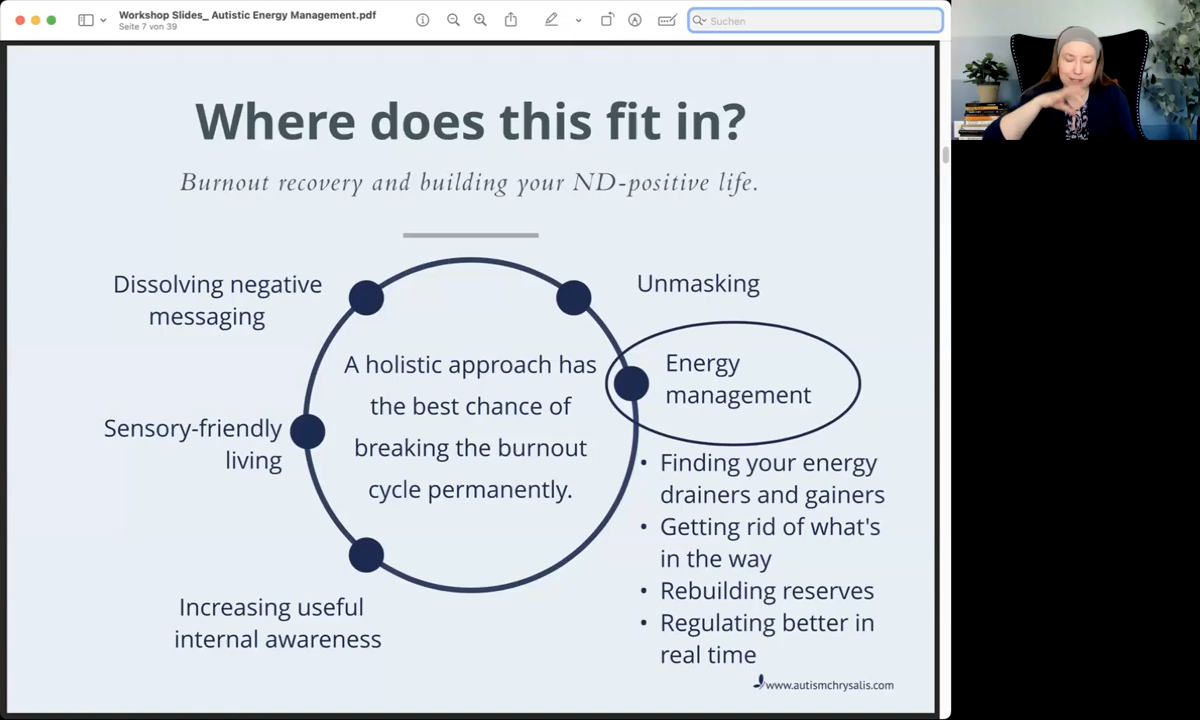 Workshop Slides_ Autistic Energy Management.pdf
Seite 7 von 39
Suchen
Where does this fit in?
Burnout recovery and building your ND-positive life.
Dissolving negative
messaging
Unmasking
Energy
management
A holistic approach has
the best chance of
breaking the burnout
cycle permanently.
Sensory-friendly
living
• Finding your energy
drainers and gainers
• Getting rid of what's
in the way
• Rebuilding reserves
• Regulating better in
real time
Increasing useful
internal awareness
www.autismchrysalis.com